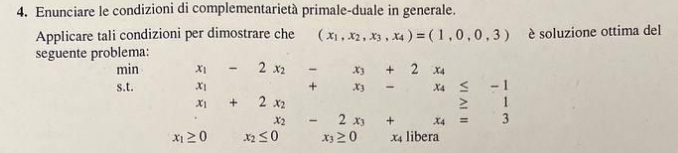 4. Enunciare le condizioni di complementarietà primale-duale in generale.
Applicare tali condizioni per dimostrare che ( x1 , x2 , x3 , x4 ) = ( 1 , 0 , 0 , 3 ) è soluzione ottima del
seguente problema:
min x1 - 2 x2 - x3 + 2 x4
s.t. x1 + x3 - x4 ≤ - 1
x1 + 2 x2 ≥ 1
x2 - 2 x3 + x4 = 3
x1 ≥ 0 x2 ≤ 0 x3 ≥ 0 x4 libera